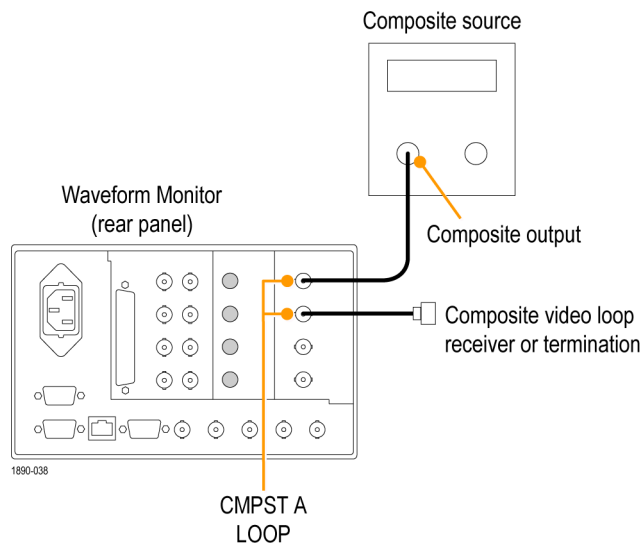 Composite source
Waveform Monitor
(rear panel)
Composite output
Composite video loop
receiver or termination
1890-038
CMPST A
LOOP